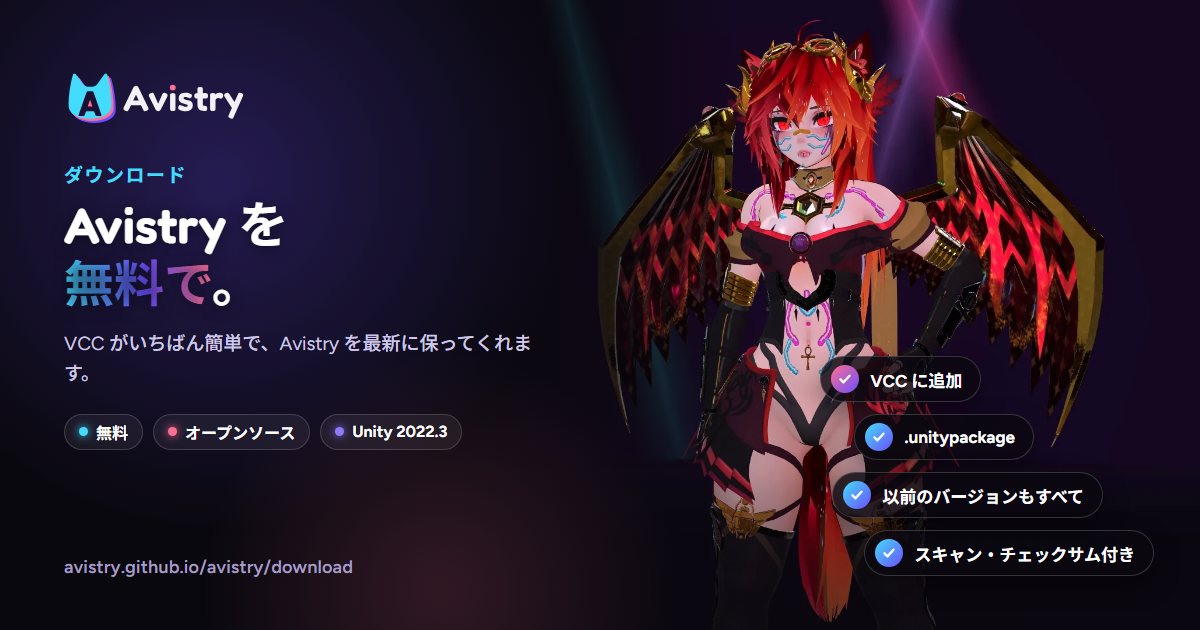 Avistry
ダウンロード
Avistry を
無料で。
VCC がいちばん簡単で、Avistry を最新に保ってくれま
す。
無料
オープンソース
Unity 2022.3
VCC に追加
.unitypackage
以前のバージョンもすべて
スキャン・チェックサム付き
avistry.github.io/avistry/download